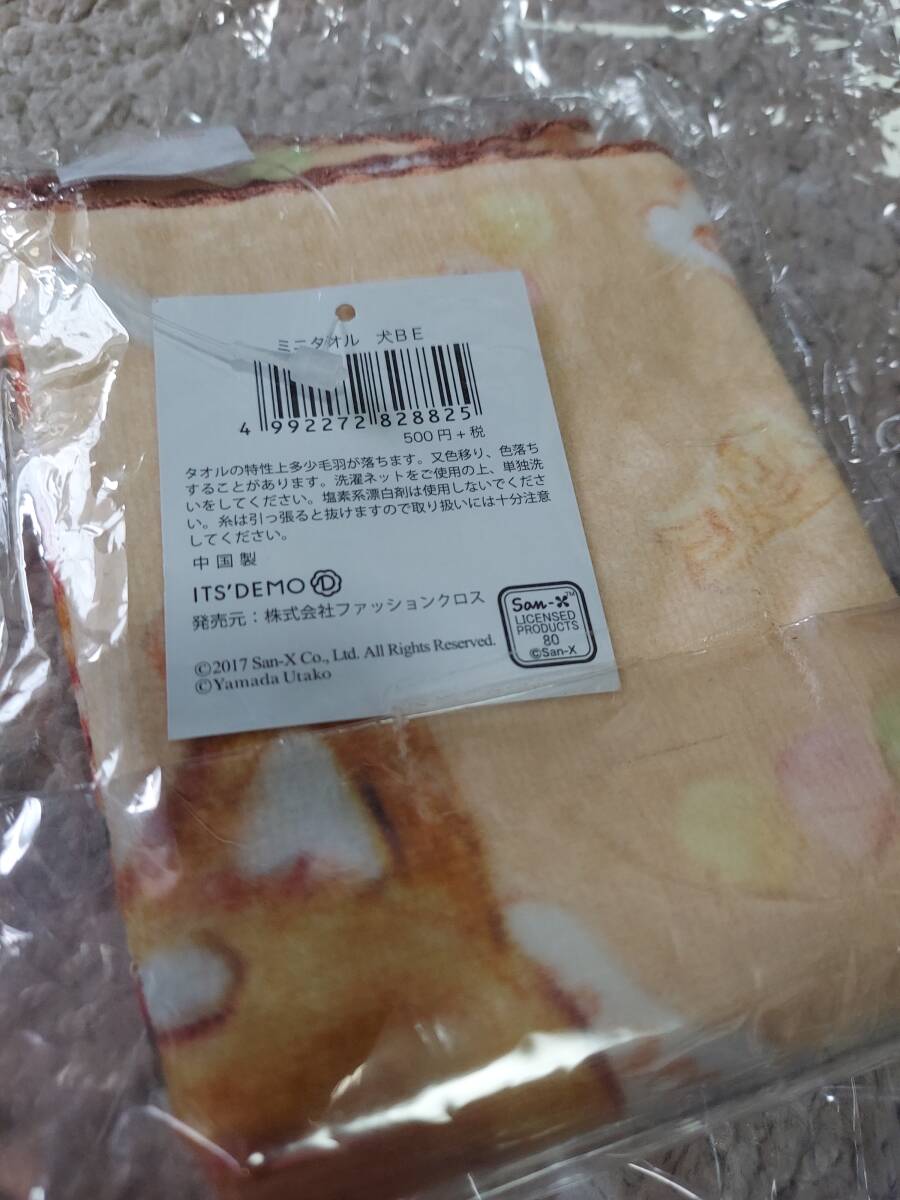 ミニタオル 犬BE
4 992272 828825
500円+税
タオルの特性上多少毛羽が落ちます。又色移り、色落ち
することがあります。洗濯ネットをご使用の上、単独洗
いをしてください。塩素系漂白剤は使用しないでくださ
い。糸は引っ張ると抜けますので取り扱いには十分注意
してください。
中国製
ITS'DEMO D
発売元：株式会社ファッションクロス
©2017 San-X Co., Ltd. All Rights Reserved.
©Yamada Utako
San-X™
LICENSED
PRODUCTS
80
©San-X